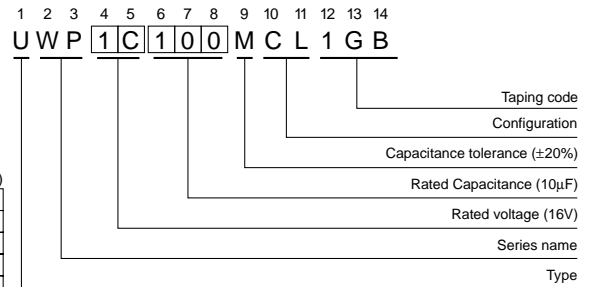 1 2 3 4 5 6 7 8 9 10 11 12 13 14
U W P 1 C 1 0 0 M C L 1 G B
Taping code
Configuration
Capacitance tolerance (±20%)
Rated Capacitance (10μF)
)
Rated voltage (16V)
Series name
Type